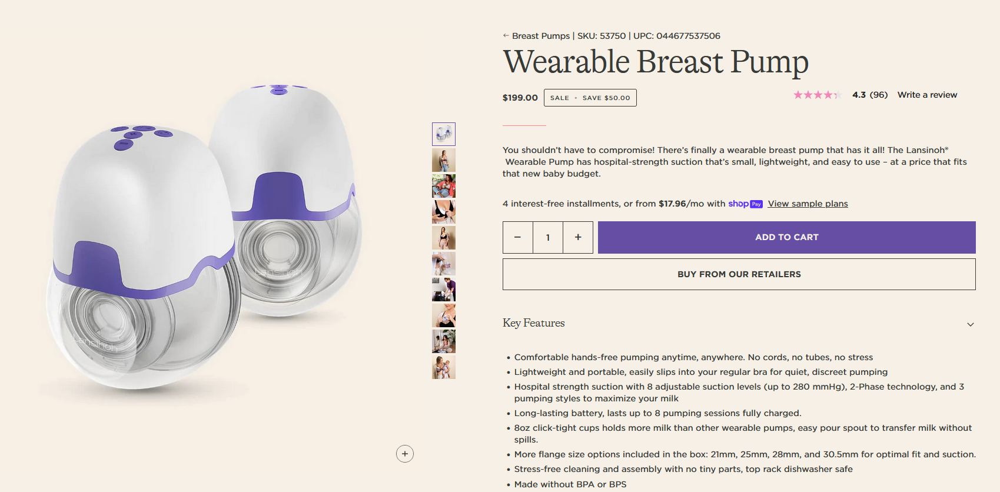 ← Breast Pumps | SKU: 53750 | UPC: 044677537506
Wearable Breast Pump
$199.00
SALE • SAVE $50.00
4.3 (96) Write a review
You shouldn't have to compromise! There's finally a wearable breast pump that has it all! The Lansinoh®
Wearable Pump has hospital-strength suction that's small, lightweight, and easy to use – at a price that fits
that new baby budget.
4 interest-free installments, or from $17.96/mo with shop Pay View sample plans
− 1 +
ADD TO CART
BUY FROM OUR RETAILERS
Key Features
• Comfortable hands-free pumping anytime, anywhere. No cords, no tubes, no stress
• Lightweight and portable, easily slips into your regular bra for quiet, discreet pumping
• Hospital strength suction with 8 adjustable suction levels (up to 280 mmHg), 2-Phase technology, and 3
pumping styles to maximize your milk
• Long-lasting battery, lasts up to 8 pumping sessions fully charged.
• 8oz click-tight cups holds more milk than other wearable pumps, easy pour spout to transfer milk without
spills.
• More flange size options included in the box: 21mm, 25mm, 28mm, and 30.5mm for optimal fit and suction.
• Stress-free cleaning and assembly with no tiny parts, top rack dishwasher safe
• Made without BPA or BPS
Lansinoh
Lansinoh